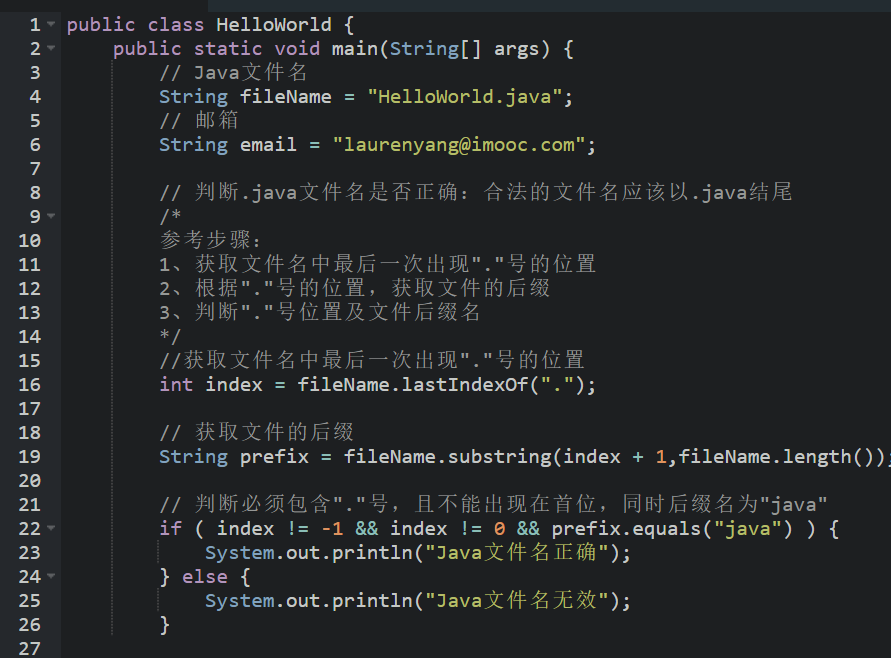 1 public class HelloWorld {
2 public static void main(String[] args) {
3 // Java文件名
4 String fileName = "HelloWorld.java";
5 // 邮箱
6 String email = "laurenyang@imooc.com";
7
8 // 判断.java文件名是否正确：合法的文件名应该以.java结尾
9 /*
10 参考步骤：
11 1、获取文件名中最后一次出现"."号的位置
12 2、根据"."号的位置，获取文件的后缀
13 3、判断"."号位置及文件后缀名
14 */
15 //获取文件名中最后一次出现"."号的位置
16 int index = fileName.lastIndexOf(".");
17
18 // 获取文件的后缀
19 String prefix = fileName.substring(index + 1,fileName.length());
20
21 // 判断必须包含"."号，且不能出现在首位，同时后缀名为"java"
22 if ( index != -1 && index != 0 && prefix.equals("java") ) {
23 System.out.println("Java文件名正确");
24 } else {
25 System.out.println("Java文件名无效");
26 }
27